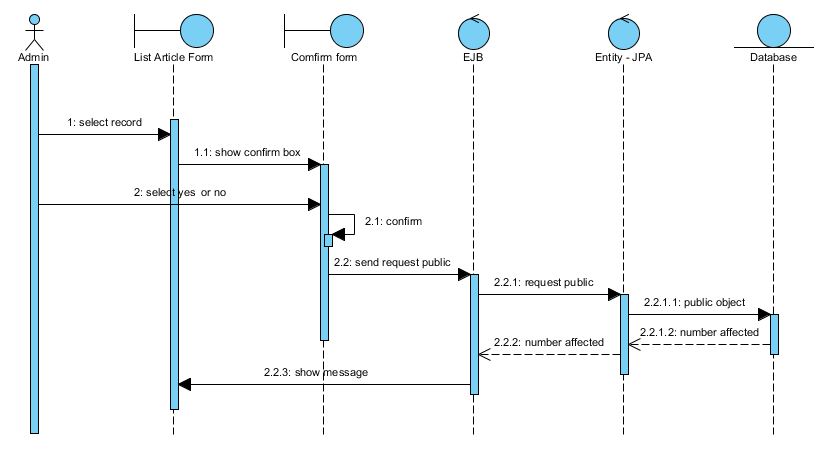 Admin
List Article Form
Comfirm form
EJB
Entity - JPA
Database
1: select record
1.1: show confirm box
2: select yes or no
2.1: confirm
2.2: send request public
2.2.1: request public
2.2.1.1: public object
2.2.1.2: number affected
2.2.2: number affected
2.2.3: show message